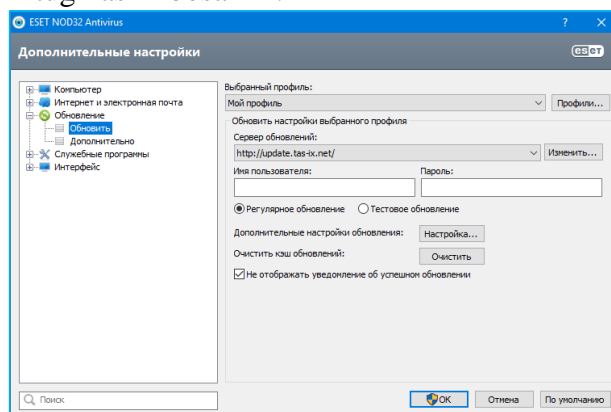 ESET NOD32 Antivirus
Дополнительные настройки
eset
Компьютер
Интернет и электронная почта
Обновление
Обновить
Дополнительно
Служебные программы
Интерфейс
Поиск
Выбранный профиль:
Мой профиль
Профили...
Обновить настройки выбранного профиля
Сервер обновлений:
http://update.tas-ix.net/
Изменить...
Имя пользователя: Пароль:
Регулярное обновление Тестовое обновление
Дополнительные настройки обновления: Настройка...
Очистить кэш обновлений: Очистить
Не отображать уведомление об успешном обновлении
OK Отмена По умолчанию